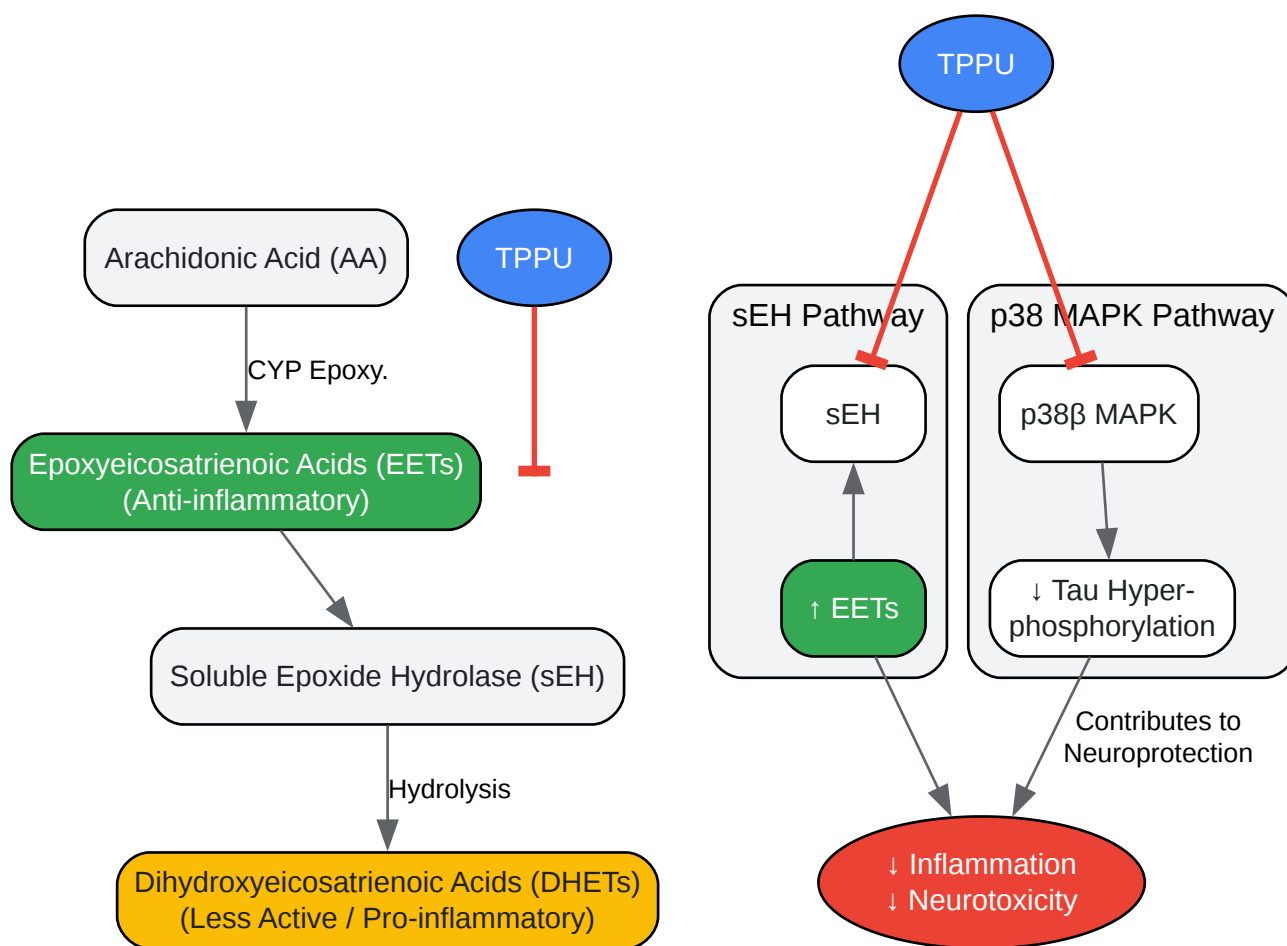 TPPU
Arachidonic Acid (AA)
TPPU
CYP Epoxy.
Epoxyeicosatrienoic Acids (EETs)
(Anti-inflammatory)
Soluble Epoxide Hydrolase (sEH)
Hydrolysis
Dihydroxyeicosatrienoic Acids (DHETs)
(Less Active / Pro-inflammatory)
sEH Pathway
sEH
↑ EETs
p38 MAPK Pathway
p38β MAPK
↓ Tau Hyper-
phosphorylation
Contributes to
Neuroprotection
↓ Inflammation
↓ Neurotoxicity